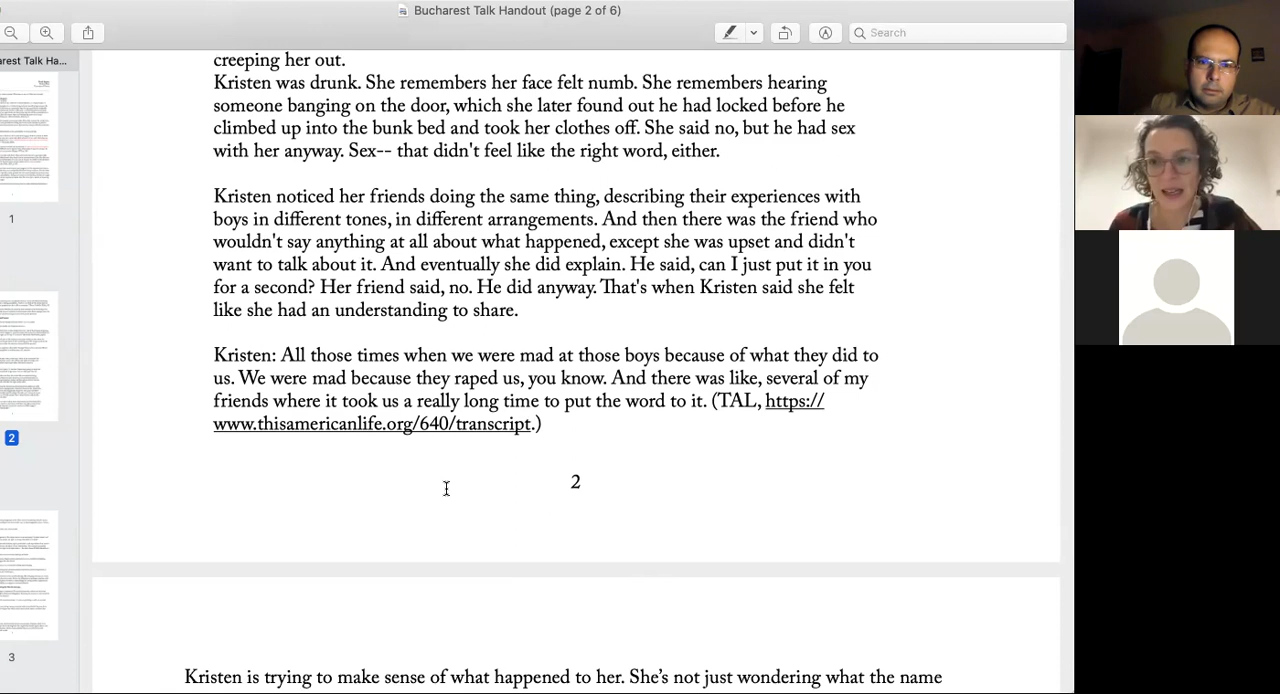 Bucharest Talk Handout (page 2 of 6)
Search
arest Talk Ha...
1
2
3
creeping her out.
Kristen was drunk. She remembers her face felt numb. She remembers hearing
someone banging on the door, which she later found out he had locked before he
climbed up into the bunk bed and took her clothes off. She said no, but he had sex
with her anyway. Sex-- that didn't feel like the right word, either.
Kristen noticed her friends doing the same thing, describing their experiences with
boys in different tones, in different arrangements. And then there was the friend who
wouldn't say anything at all about what happened, except she was upset and didn't
want to talk about it. And eventually she did explain. He said, can I just put it in you
for a second? Her friend said, no. He did anyway. That's when Kristen said she felt
like she had an understanding to share.
Kristen: All those times when we were mad at those boys because of what they did to
us. We were mad because they raped us, you know. And there was like, several of my
friends where it took us a really long time to put the word to it. (TAL, https://
www.thisamericanlife.org/640/transcript.)
2
Kristen is trying to make sense of what happened to her. She's not just wondering what the name